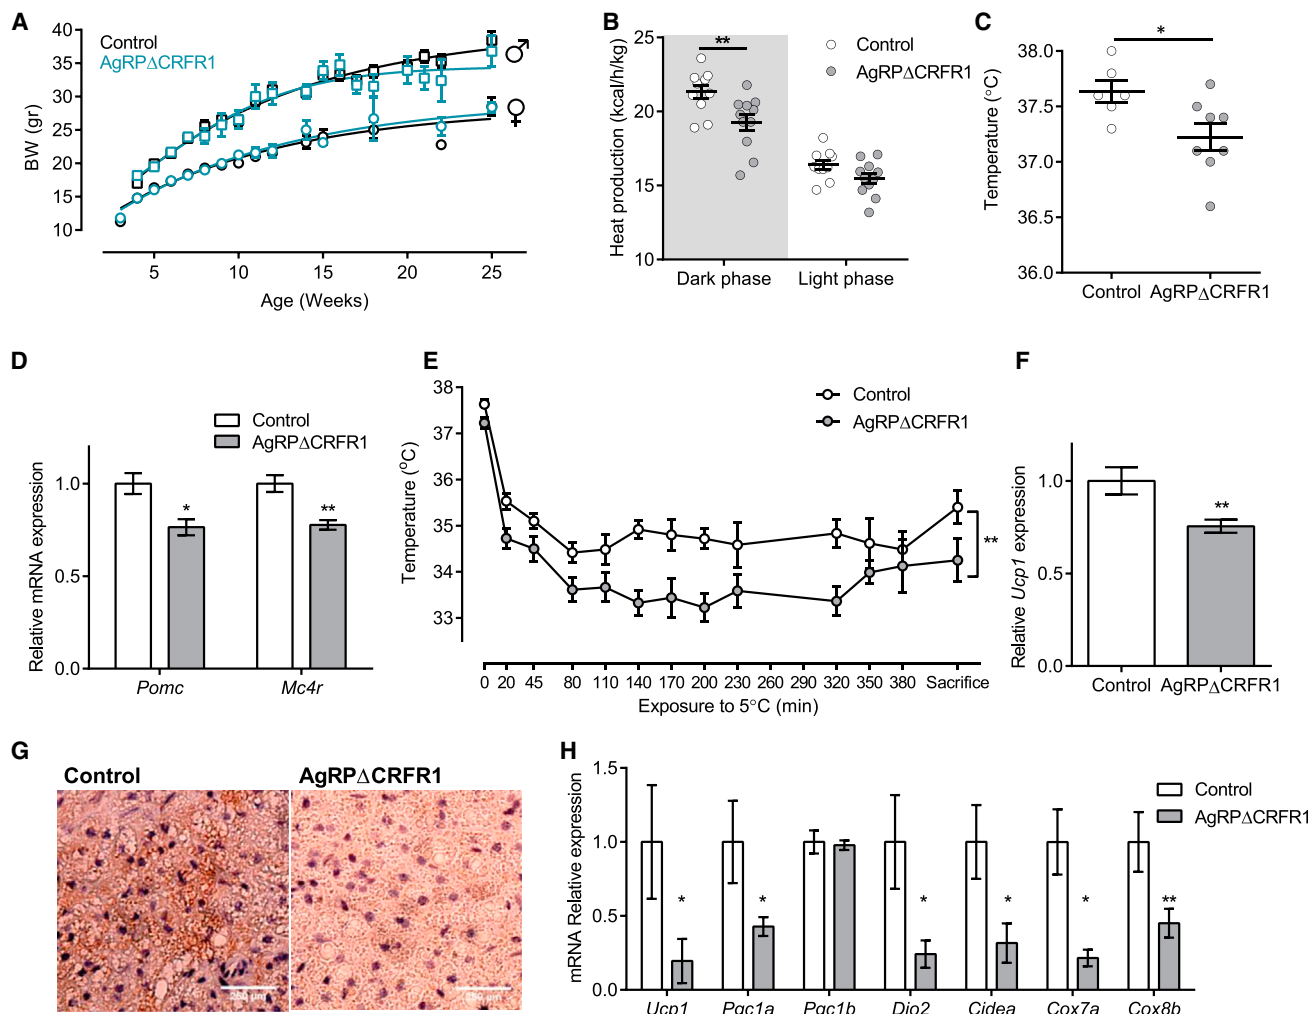 A
Control
AgRPΔCRFR1
BW (gr)
40
35
30
25
20
15
10
♂
♀
5
10
15
20
25
Age (Weeks)
B
Heat production (kcall/h/kg)
25
20
15
10
**
Control
AgRPΔCRFR1
Dark phase
Light phase
C
Temperature (°C)
38.0
37.5
37.0
36.5
36.0
*
Control
AgRPΔCRFR1
D
Control
AgRPΔCRFR1
Relative mRNA expression
1.0
0.5
0.0
*
**
Pomc
Mc4r
E
Temperature (°C)
38
37
36
35
34
33
Control
AgRPΔCRFR1
**
0
20
45
80
110
140
170
200
230
260
290
320
350
380
Sacrifice
Exposure to 5°C (min)
F
Relative Ucp1 expression
1.0
0.5
0.0
**
Control
AgRPΔCRFR1
G
Control
AgRPΔCRFR1
250 μm
250 μm
H
mRNA Relative expression
1.5
1.0
0.5
0.0
Control
AgRPΔCRFR1
*
*
*
*
*
**
Ucp1
Pgc1a
Pgc1b
Dio2
Cidea
Cox7a
Cox8b